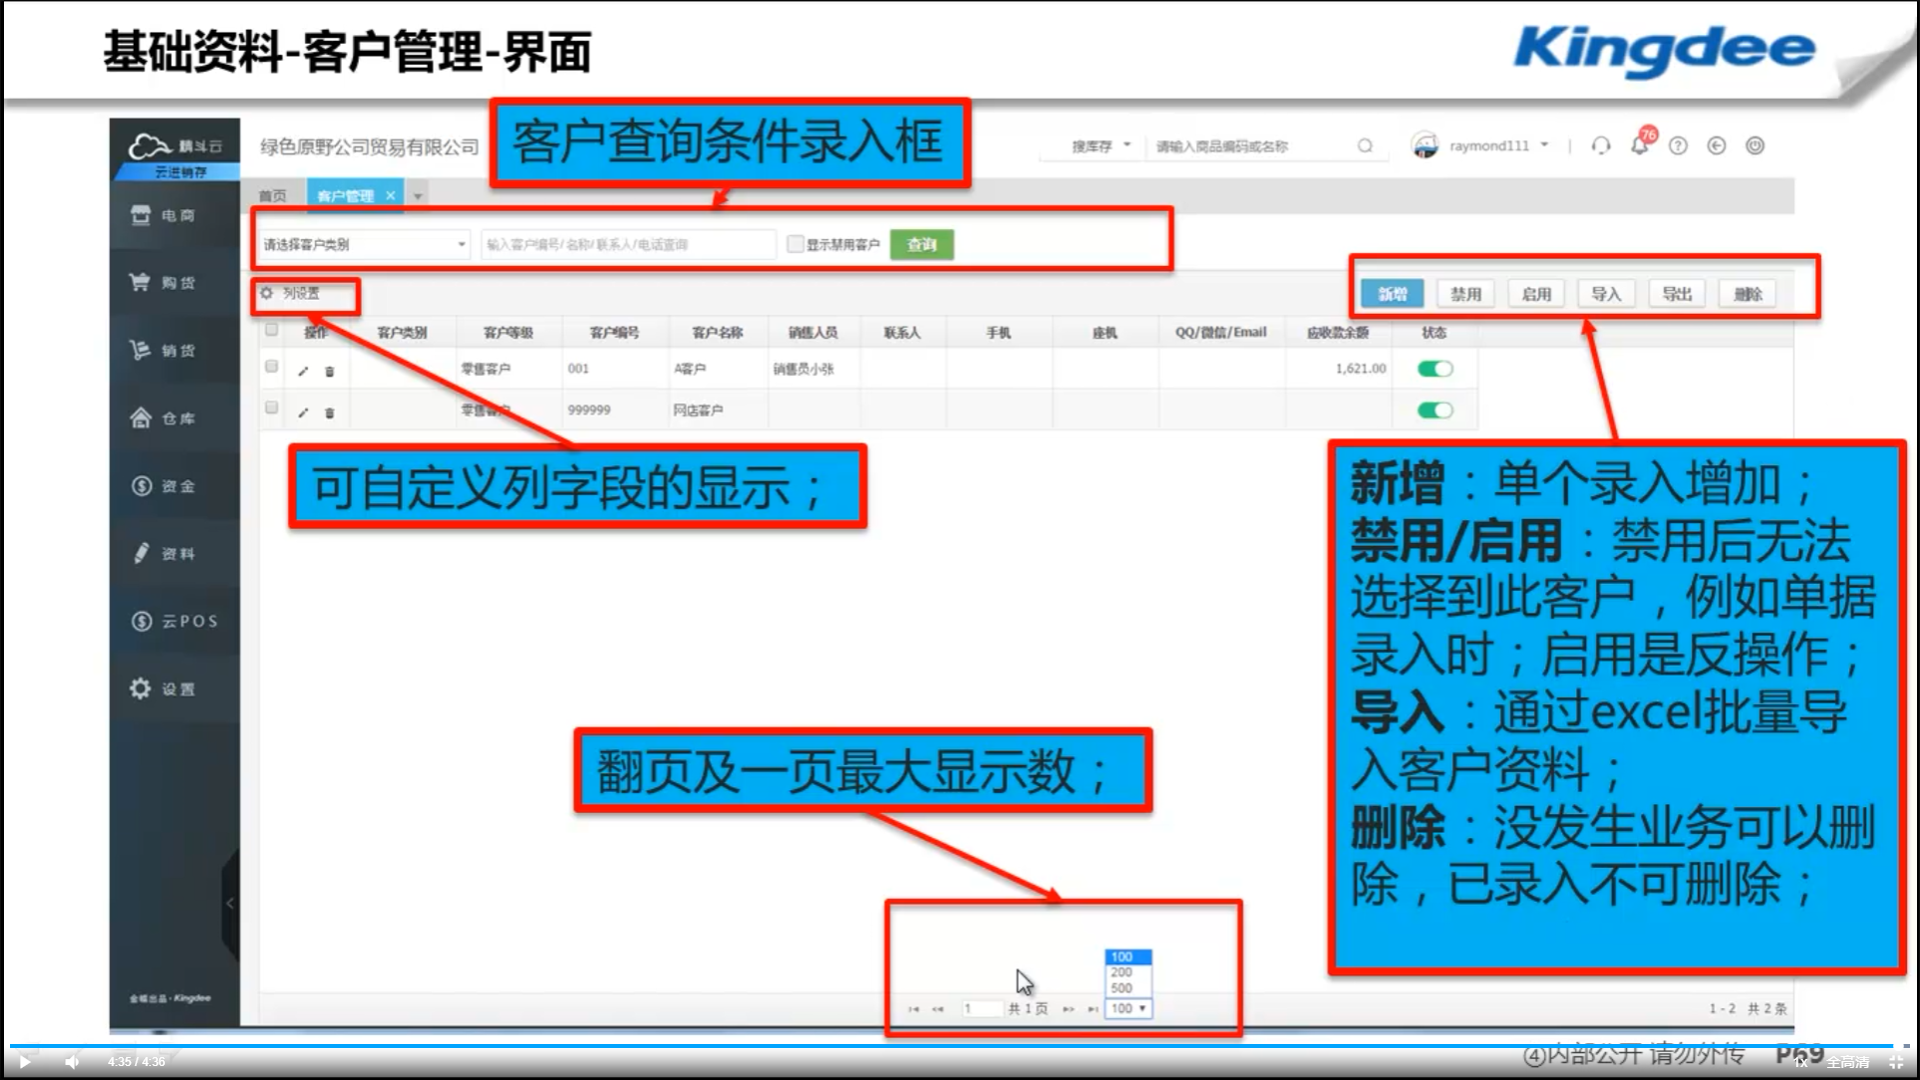 基础资料-客户管理-界面
Kingdee
精斗云
云进销存
绿色原野公司贸易有限公司
客户查询条件录入框
搜库存
请输入商品编码或名称
raymond111
76
首页
客户管理
电商
购货
销货
仓库
资金
资料
云POS
设置
金蝶出品·Kingdee
请选择客户类别
输入客户编号/名称/联系人/电话查询
显示禁用客户
查询
列设置
新增 禁用 启用 导入 导出 删除
操作 客户类别 客户等级 客户编号 客户名称 销售人员 联系人 手机 座机 QQ/微信/Email 应收款余额 状态
零售客户 001 A客户 销售员小张 1,621.00
零售客户 999999 网店客户
可自定义列字段的显示；
新增：单个录入增加；
禁用/启用：禁用后无法
选择到此客户，例如单据
录入时；启用是反操作；
导入：通过excel批量导
入客户资料；
删除：没发生业务可以删
除，已录入不可删除；
翻页及一页最大显示数；
100
200
500
1 共1页 100
1 - 2 共 2 条
④内部公开 请勿外传 P69
4:35 / 4:36
1x 全高清